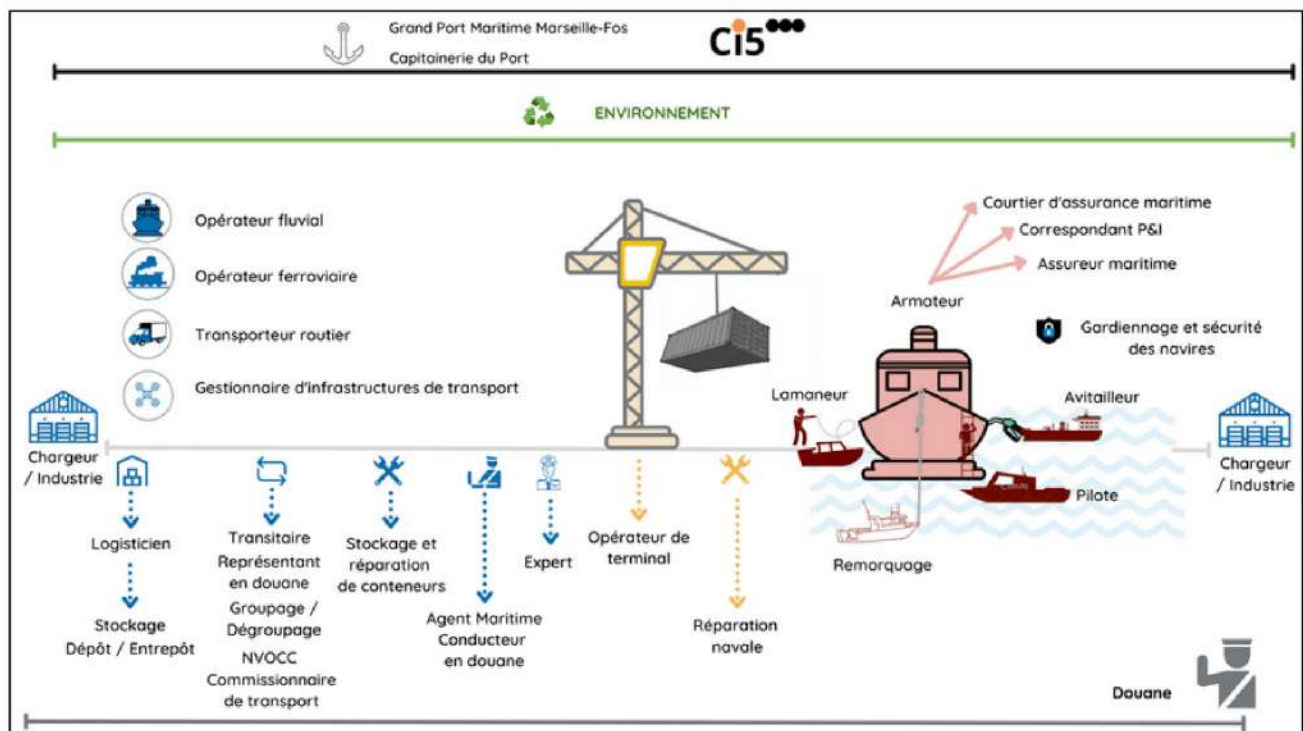 Grand Port Maritime Marseille-Fos
Capitainerie du Port
Ci5
ENVIRONNEMENT
Opérateur fluvial
Opérateur ferroviaire
Transporteur routier
Gestionnaire d'infrastructures de transport
Courtier d'assurance maritime
Correspondant P&I
Assureur maritime
Armateur
Gardiennage et sécurité
des navires
Lamaneur
Avitailleur
Chargeur
/ Industrie
Chargeur
/ Industrie
Pilote
Remorquage
Logisticien
Stockage
Dépôt / Entrepôt
Transitaire
Représentant
en douane
Groupage /
Dégroupage
NVOCC
Commissionnaire
de transport
Stockage et
réparation
de conteneurs
Agent Maritime
Conducteur
en douane
Expert
Opérateur de
terminal
Réparation
navale
Douane